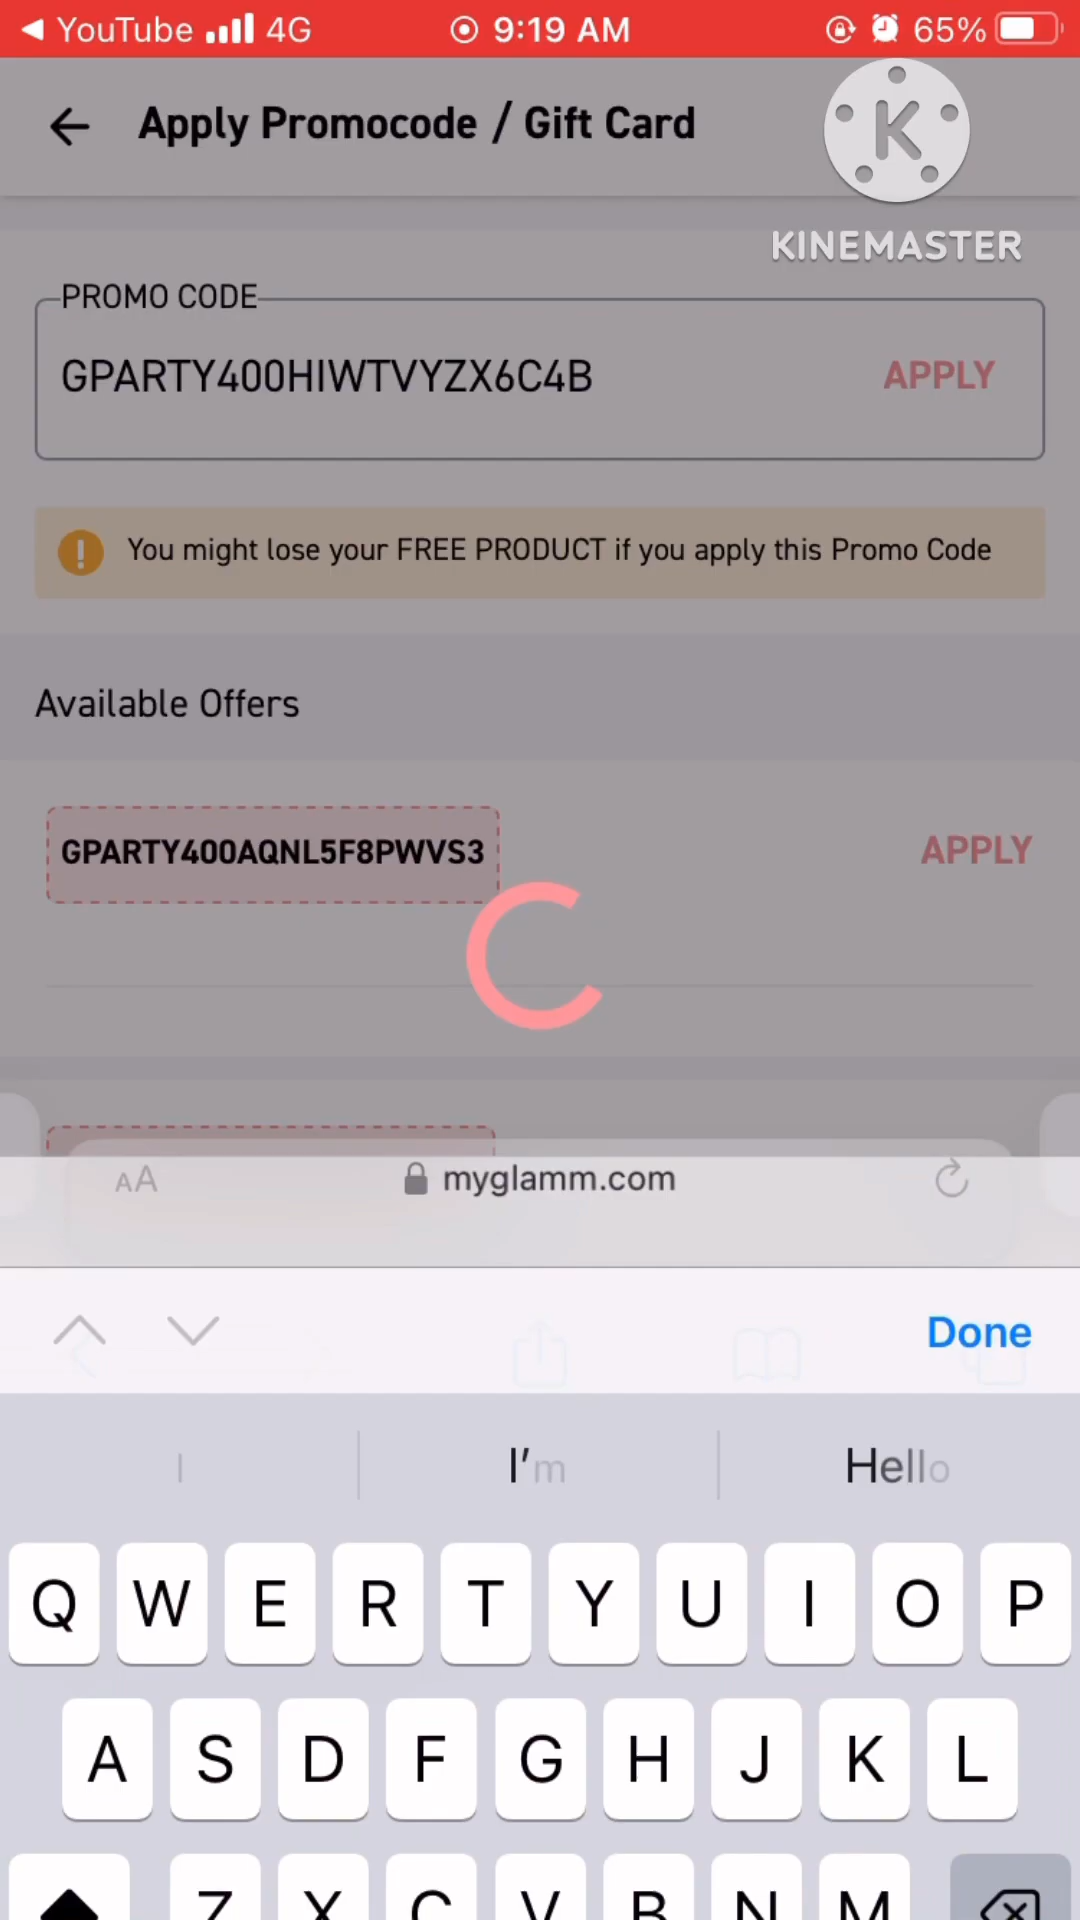 YouTube 4G 9:19 AM 65%
Apply Promocode / Gift Card
K
KINEMASTER
PROMO CODE
GPARTY400HIWTVYZX6C4B APPLY
You might lose your FREE PRODUCT if you apply this Promo Code
Available Offers
GPARTY400AQNL5F8PWVS3 APPLY
AA myglamm.com
Done
I I'm Hello
Q W E R T Y U I O P
A S D F G H J K L
Z X C V B N M